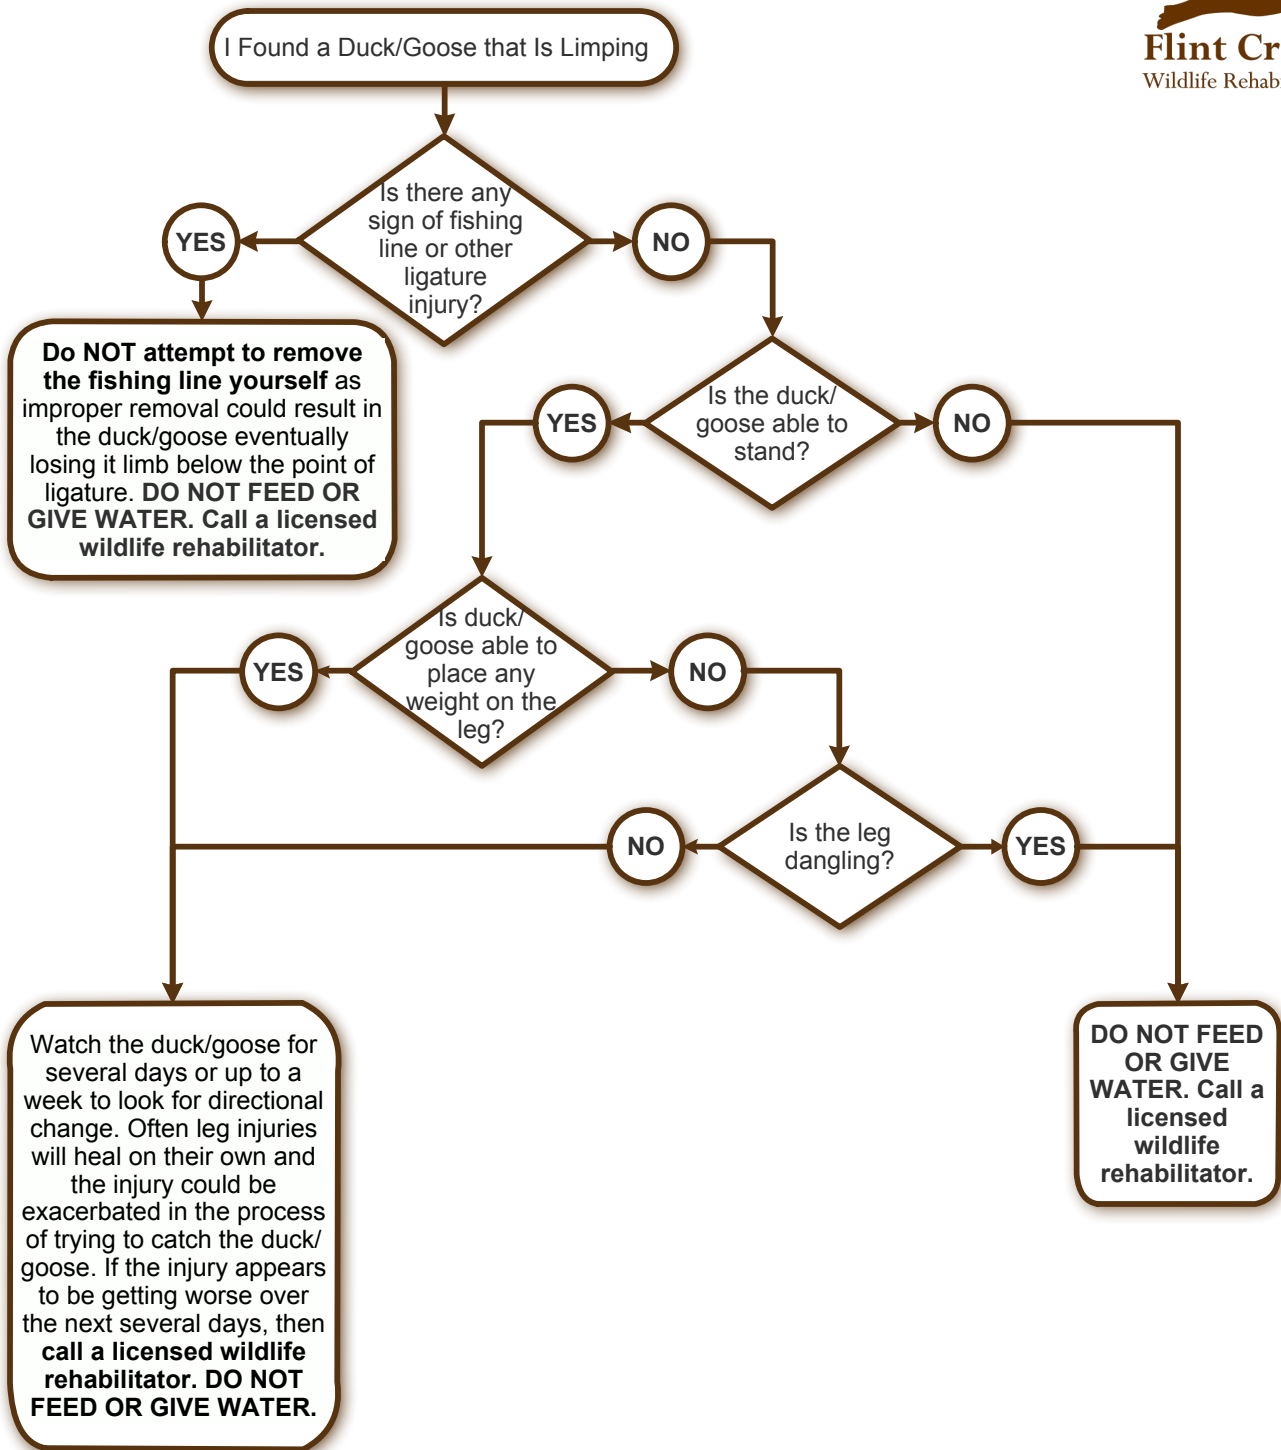 I Found a Duck/Goose that Is Limping
Flint Cr
Wildlife Rehab
Is there any
sign of fishing
line or other
ligature
injury?
YES
NO
Do NOT attempt to remove
the fishing line yourself as
improper removal could result in
the duck/goose eventually
losing it limb below the point of
ligature. DO NOT FEED OR
GIVE WATER. Call a licensed
wildlife rehabilitator.
Is the duck/
goose able to
stand?
YES
NO
Is duck/
goose able to
place any
weight on the
leg?
YES
NO
Is the leg
dangling?
NO
YES
Watch the duck/goose for
several days or up to a
week to look for directional
change. Often leg injuries
will heal on their own and
the injury could be
exacerbated in the process
of trying to catch the duck/
goose. If the injury appears
to be getting worse over
the next several days, then
call a licensed wildlife
rehabilitator. DO NOT
FEED OR GIVE WATER.
DO NOT FEED
OR GIVE
WATER. Call a
licensed
wildlife
rehabilitator.